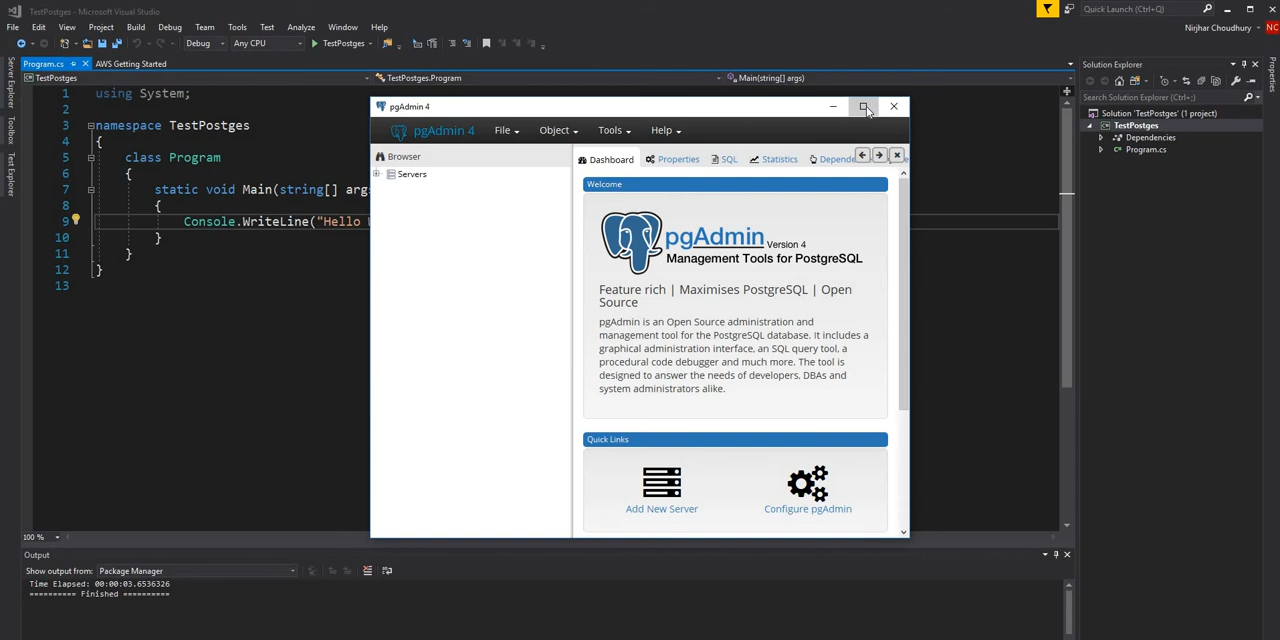 TestPostges - Microsoft Visual Studio
Quick Launch (Ctrl+Q)
File Edit View Project Build Debug Team Tools Test Analyze Window Help
Nirjhar Choudhury NC
Debug Any CPU TestPostges
Program.cs AWS Getting Started
TestPostges TestPostges.Program Main(string[] args)
Server Explorer
Toolbox
Test Explorer
1 using System;
2
3 namespace TestPostges
4 {
5 class Program
6 {
7 static void Main(string[] args
8 {
9 Console.WriteLine("Hello
10 }
11 }
12 }
13
100 %
pgAdmin 4
pgAdmin 4 File Object Tools Help
Browser
Servers
Dashboard Properties SQL Statistics Depende
Welcome
pgAdmin Version 4
Management Tools for PostgreSQL
Feature rich | Maximises PostgreSQL | Open
Source
pgAdmin is an Open Source administration and
management tool for the PostgreSQL database. It includes a
graphical administration interface, an SQL query tool, a
procedural code debugger and much more. The tool is
designed to answer the needs of developers, DBAs and
system administrators alike.
Quick Links
Add New Server Configure pgAdmin
Solution Explorer
Search Solution Explorer (Ctrl+;)
Solution 'TestPostges' (1 project)
TestPostges
Dependencies
Program.cs
Properties
Output
Show output from: Package Manager
Time Elapsed: 00:00:03.6536326
========== Finished ==========